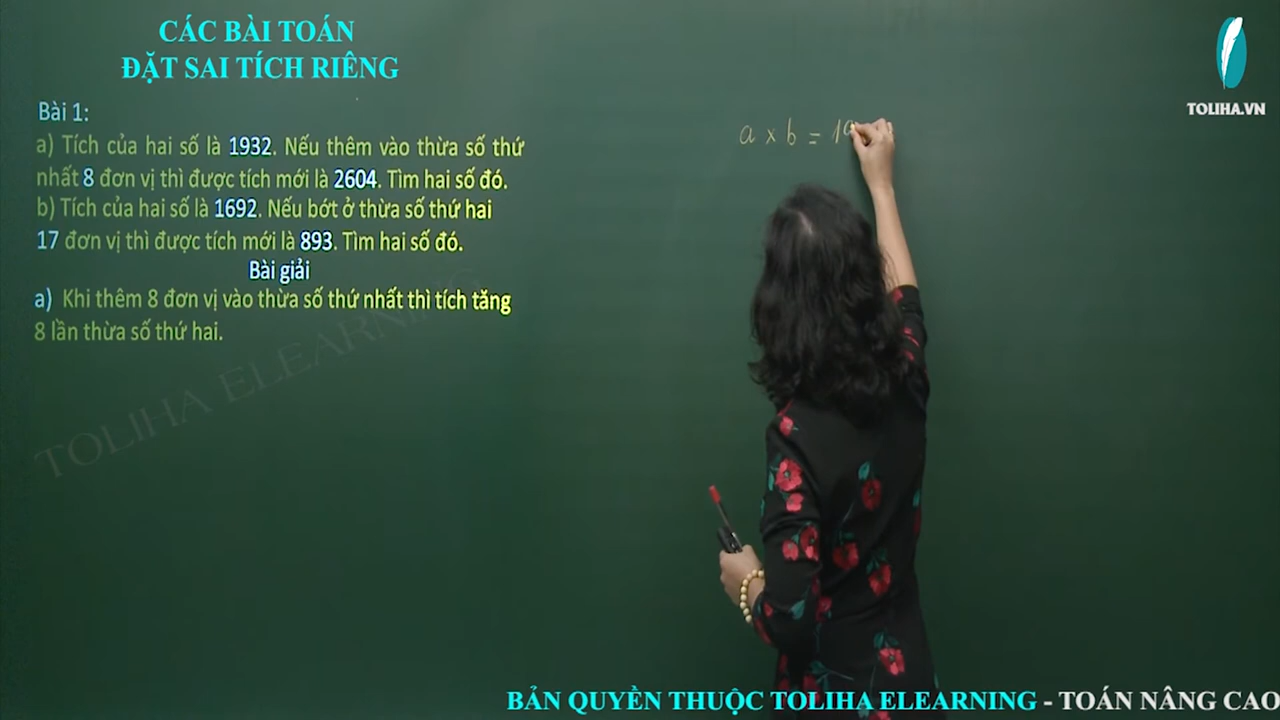 CÁC BÀI TOÁN
ĐẶT SAI TÍCH RIÊNG
TOLIHA.VN
Bài 1:
a) Tích của hai số là 1932. Nếu thêm vào thừa số thứ
nhất 8 đơn vị thì được tích mới là 2604. Tìm hai số đó.
b) Tích của hai số là 1692. Nếu bớt ở thừa số thứ hai
17 đơn vị thì được tích mới là 893. Tìm hai số đó.
Bài giải
a) Khi thêm 8 đơn vị vào thừa số thứ nhất thì tích tăng
8 lần thừa số thứ hai.
a x b = 19
TOLIHA ELEARNING
BẢN QUYỀN THUỘC TOLIHA ELEARNING - TOÁN NÂNG CAO